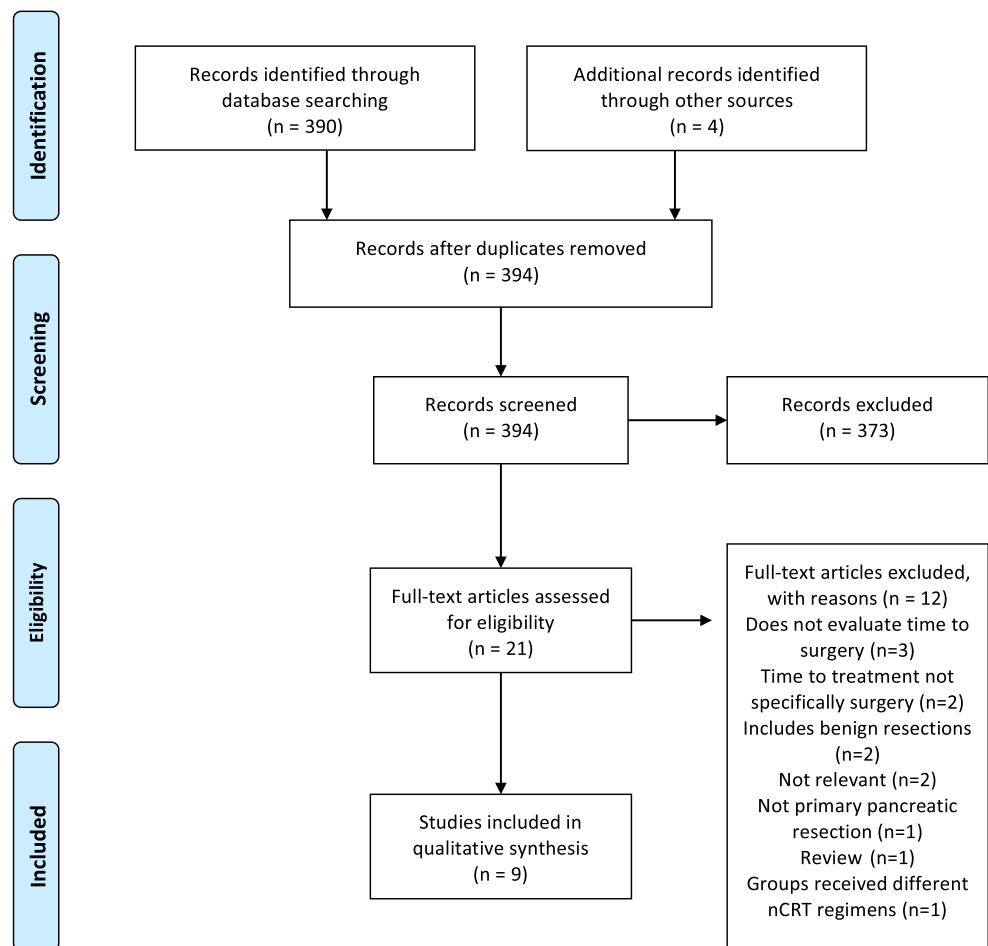 Identification
Records identified through
database searching
(n = 390)
Additional records identified
through other sources
(n = 4)
Records after duplicates removed
(n = 394)
Screening
Records screened
(n = 394)
Records excluded
(n = 373)
Eligibility
Full-text articles assessed
for eligibility
(n = 21)
Full-text articles excluded,
with reasons (n = 12)
Does not evaluate time to
surgery (n=3)
Time to treatment not
specifically surgery (n=2)
Includes benign resections
(n=2)
Not relevant (n=2)
Not primary pancreatic
resection (n=1)
Review (n=1)
Groups received different
nCRT regimens (n=1)
Included
Studies included in
qualitative synthesis
(n = 9)